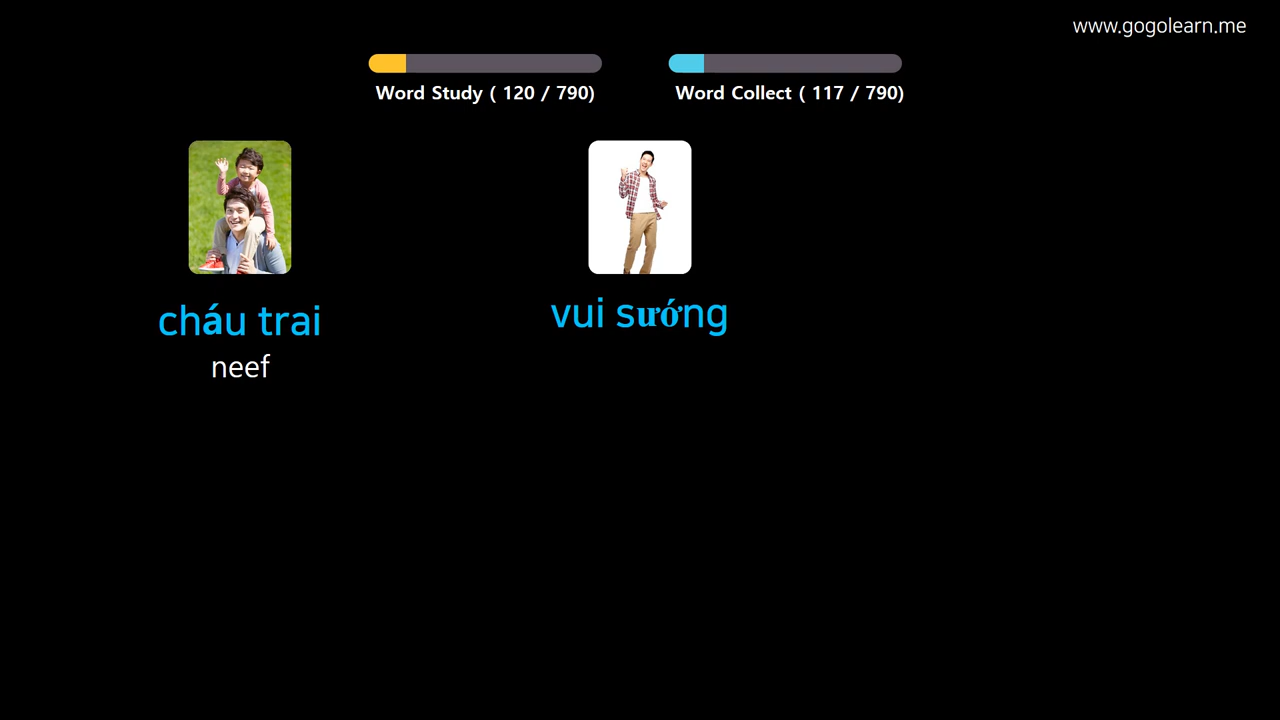 www.gogolearn.me
Word Study ( 120 / 790)
Word Collect ( 117 / 790)
cháu trai
neef
vui sướng